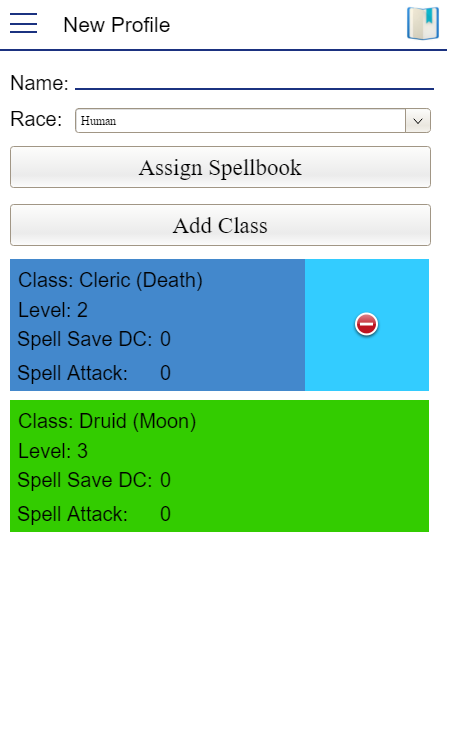 New Profile
Name:
Race: Human
Assign Spellbook
Add Class
Class: Cleric (Death)
Level: 2
Spell Save DC: 0
Spell Attack: 0
Class: Druid (Moon)
Level: 3
Spell Save DC: 0
Spell Attack: 0